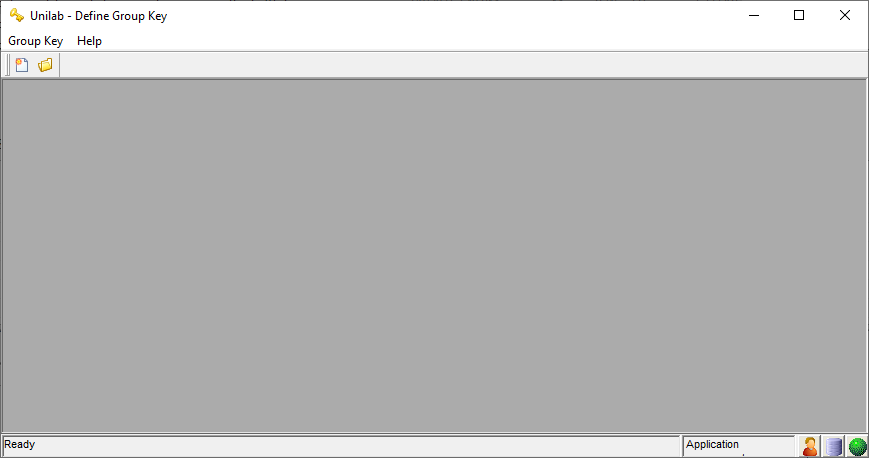 Unilab - Define Group Key
Group Key Help
Ready
Application